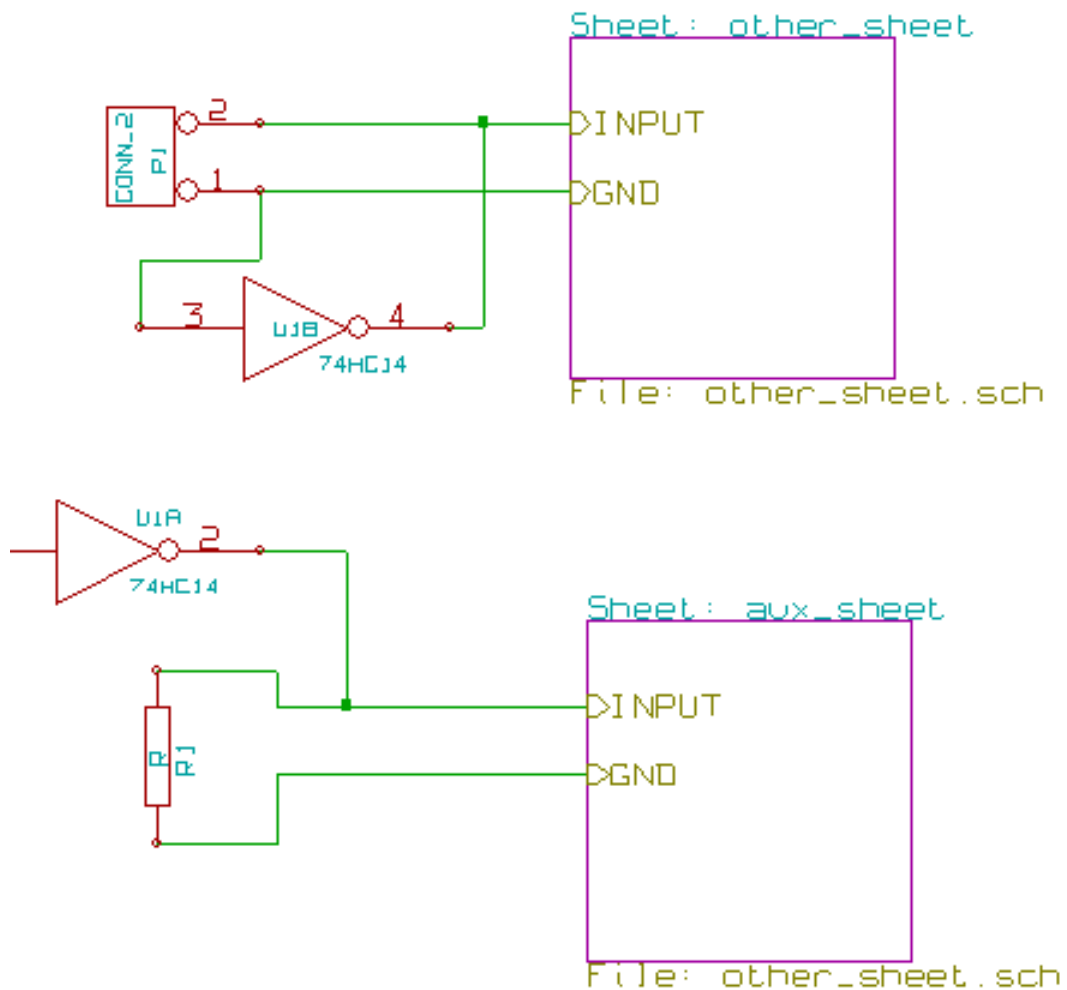 Sheet: other_sheet
CONN_2
P1
2
1
INPUT
GND
3
U1B
4
74HC14
File: other_sheet.sch
U1A
2
74HC14
Sheet: aux_sheet
R
R1
INPUT
GND
File: other_sheet.sch